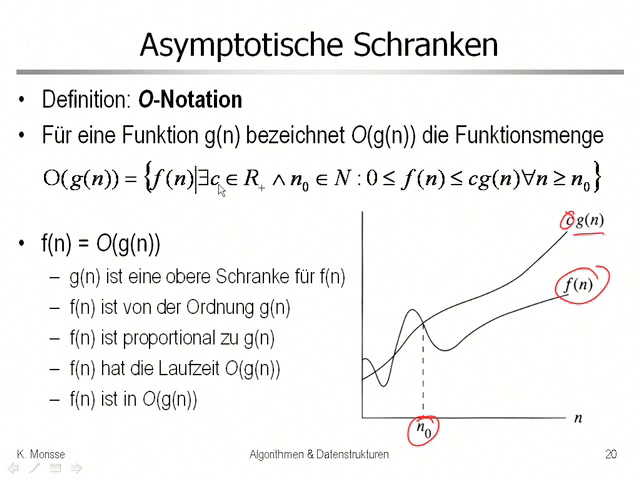 Asymptotische Schranken
• Definition: O-Notation
• Für eine Funktion g(n) bezeichnet O(g(n)) die Funktionsmenge
O(g(n)) = {f(n)|∃c ∈ R₊ ∧ n₀ ∈ N : 0 ≤ f(n) ≤ cg(n)∀n ≥ n₀}
• f(n) = O(g(n))
– g(n) ist eine obere Schranke für f(n)
– f(n) ist von der Ordnung g(n)
– f(n) ist proportional zu g(n)
– f(n) hat die Laufzeit O(g(n))
– f(n) ist in O(g(n))
c g(n)
f(n)
n
n₀
K. Morisse
Algorithmen & Datenstrukturen
20